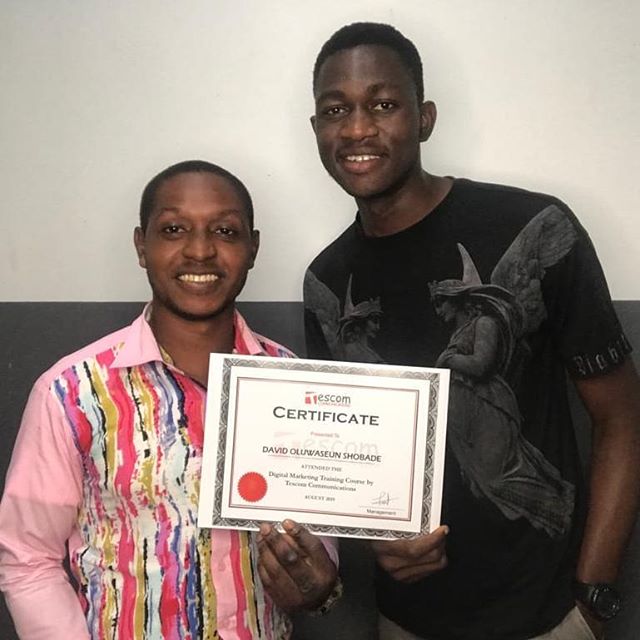 Tescom
CERTIFICATE
Presented To
DAVID OLUWASEUN SHOBADE
ATTENDED THE
Digital Marketing Training Course by
Tescom Communications
AUGUST 2019
Management